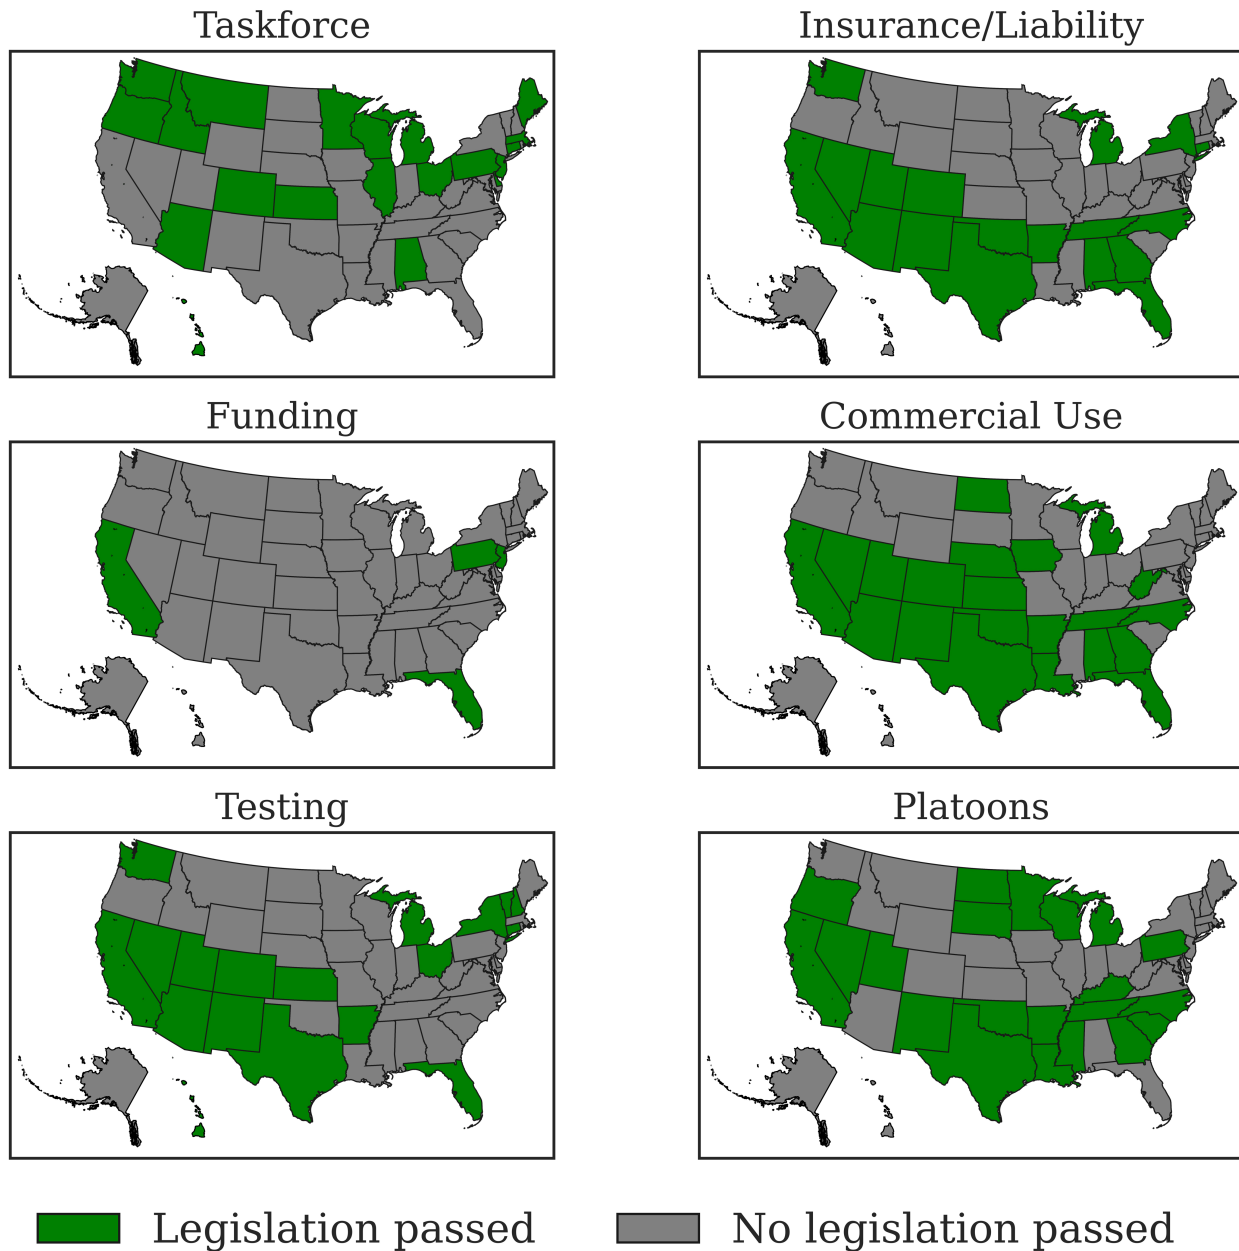 Taskforce
Insurance/Liability
Funding
Commercial Use
Testing
Platoons
Legislation passed
No legislation passed